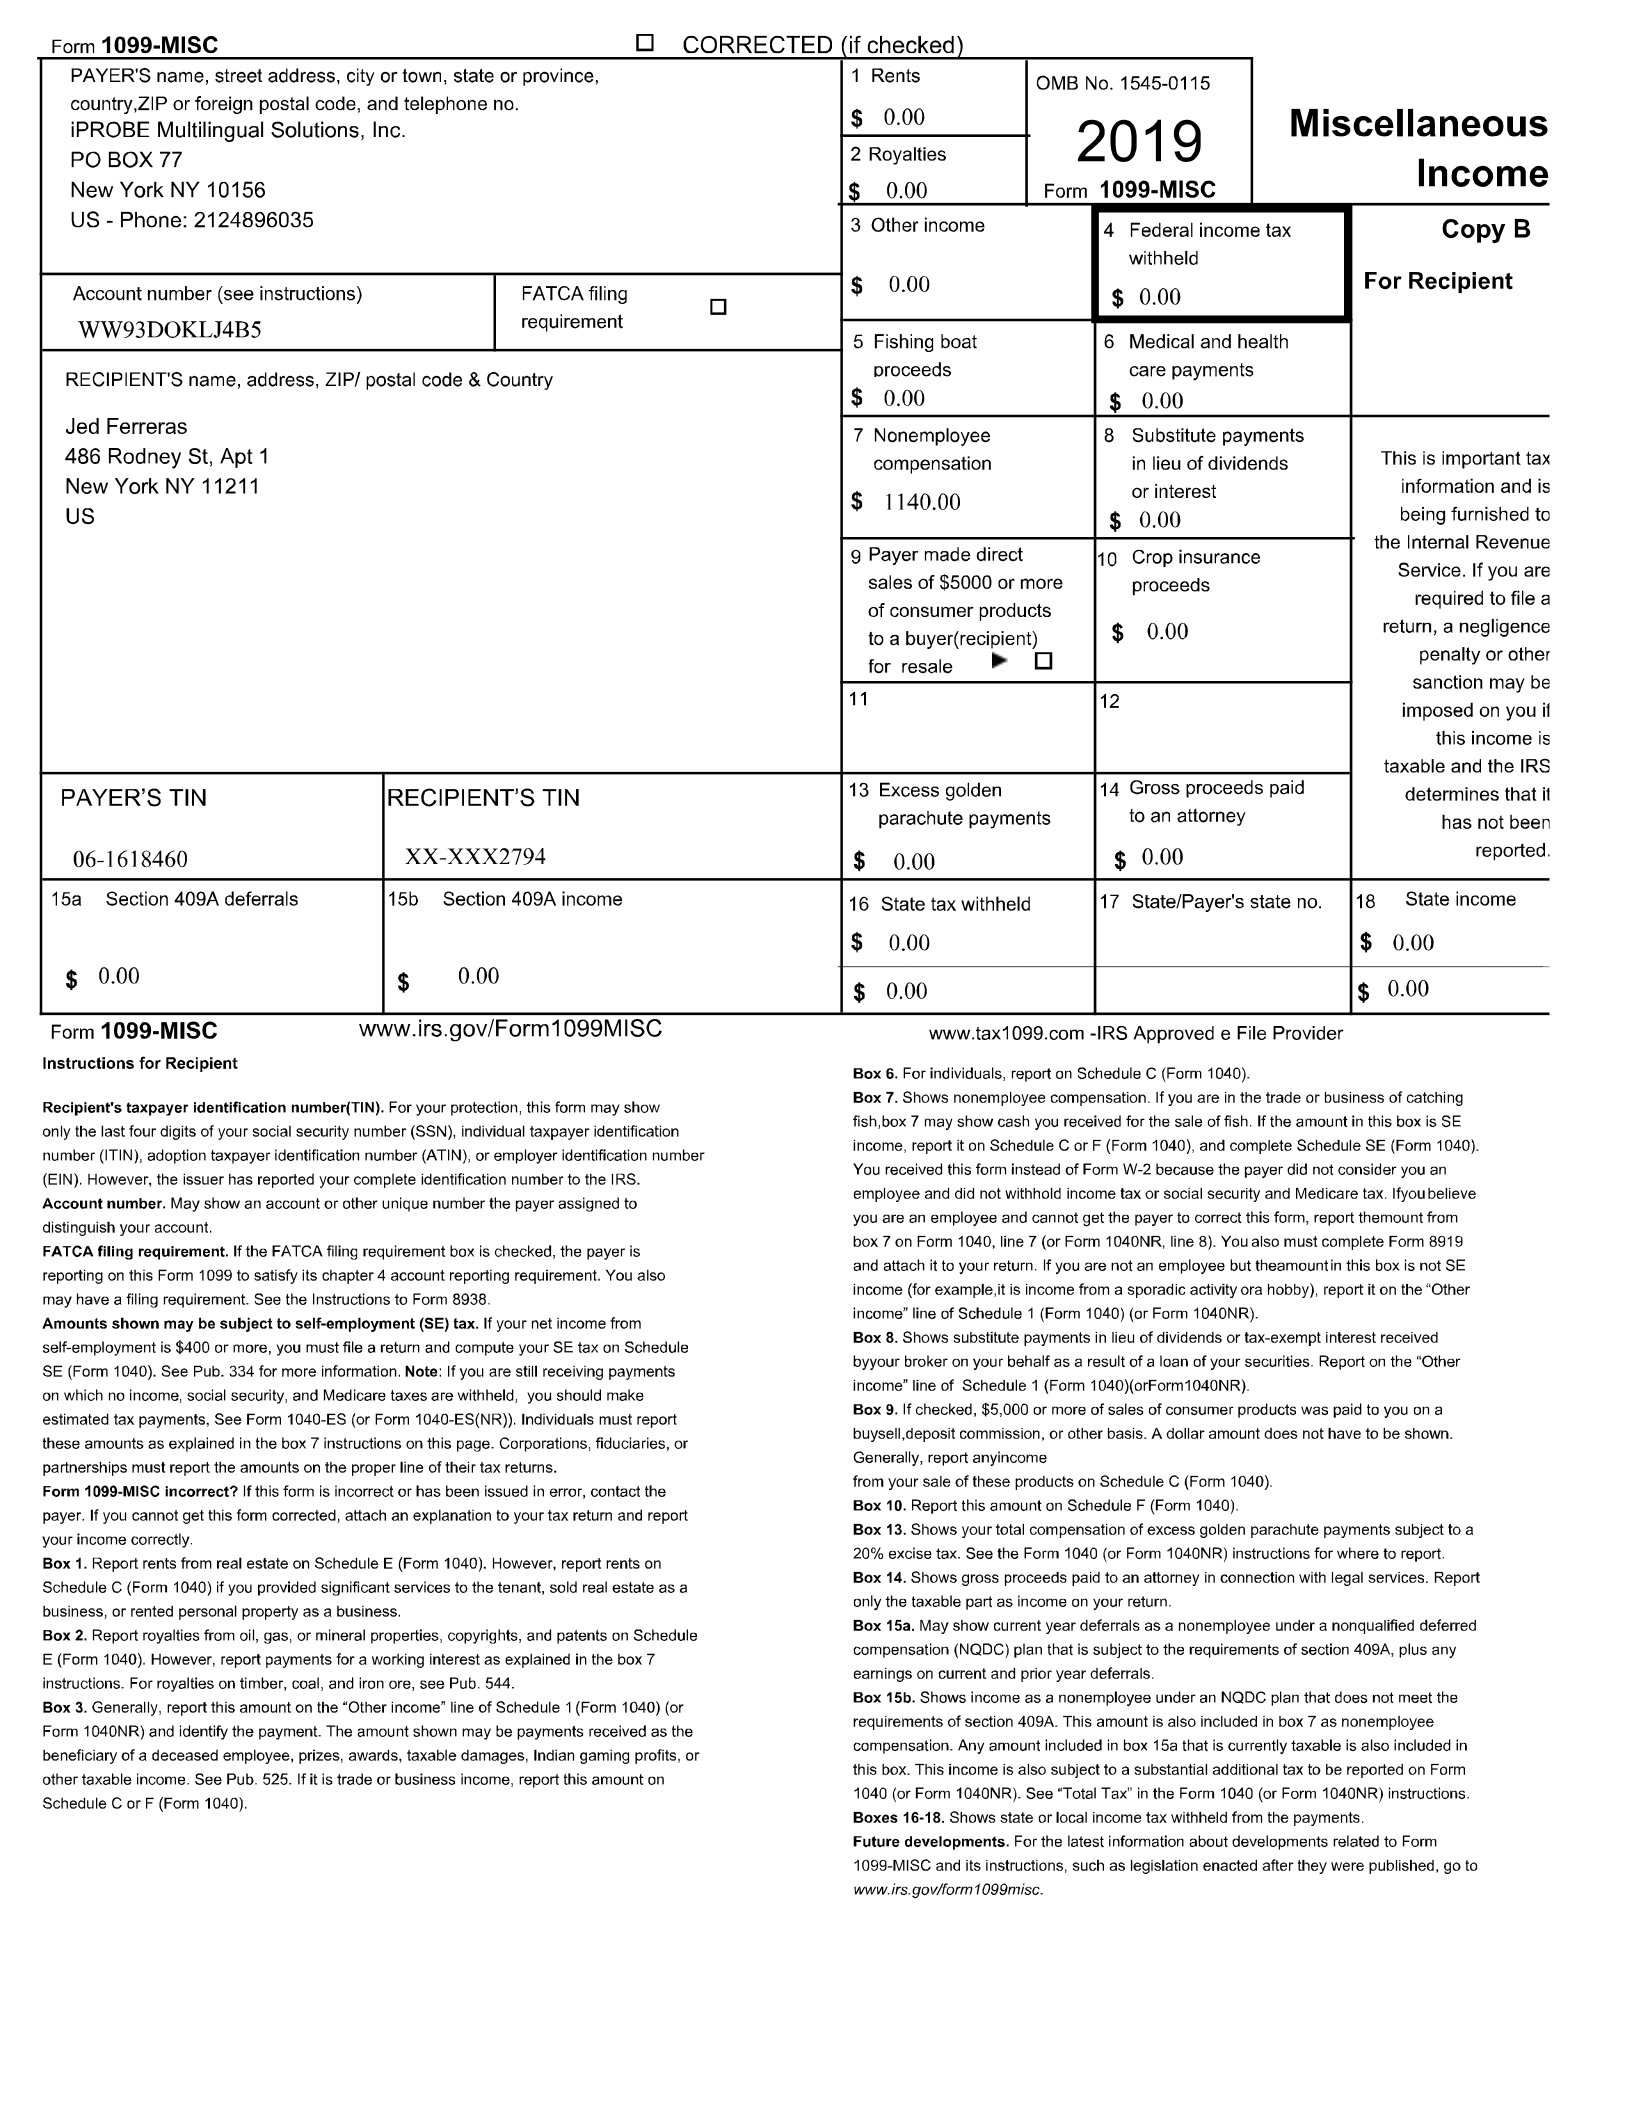 Form 1099-MISC
CORRECTED (if checked)
PAYER'S name, street address, city or town, state or province,
country,ZIP or foreign postal code, and telephone no.
iPROBE Multilingual Solutions, Inc.
PO BOX 77
New York NY 10156
US - Phone: 2124896035
1 Rents
$ 0.00
2 Royalties
$ 0.00
OMB No. 1545-0115
2019
Form 1099-MISC
Miscellaneous
Income
3 Other income
$ 0.00
4 Federal income tax
withheld
$ 0.00
Copy B
For Recipient
Account number (see instructions)
WW93DOKLJ4B5
FATCA filing
requirement
5 Fishing boat
proceeds
$ 0.00
6 Medical and health
care payments
$ 0.00
RECIPIENT'S name, address, ZIP/ postal code & Country
Jed Ferreras
486 Rodney St, Apt 1
New York NY 11211
US
7 Nonemployee
compensation
$ 1140.00
8 Substitute payments
in lieu of dividends
or interest
$ 0.00
This is important tax
information and is
being furnished to
the Internal Revenue
Service. If you are
required to file a
return, a negligence
penalty or other
sanction may be
imposed on you if
this income is
taxable and the IRS
determines that it
has not been
reported.
9 Payer made direct
sales of $5000 or more
of consumer products
to a buyer(recipient)
for resale
10 Crop insurance
proceeds
$ 0.00
11
12
PAYER'S TIN
06-1618460
RECIPIENT'S TIN
XX-XXX2794
13 Excess golden
parachute payments
$ 0.00
14 Gross proceeds paid
to an attorney
$ 0.00
15a Section 409A deferrals
$ 0.00
15b Section 409A income
$ 0.00
16 State tax withheld
$ 0.00
$ 0.00
17 State/Payer's state no.
18 State income
$ 0.00
$ 0.00
Form 1099-MISC
www.irs.gov/Form1099MISC
www.tax1099.com -IRS Approved e File Provider
Instructions for Recipient
Recipient's taxpayer identification number(TIN). For your protection, this form may show
only the last four digits of your social security number (SSN), individual taxpayer identification
number (ITIN), adoption taxpayer identification number (ATIN), or employer identification number
(EIN). However, the issuer has reported your complete identification number to the IRS.
Account number. May show an account or other unique number the payer assigned to
distinguish your account.
FATCA filing requirement. If the FATCA filing requirement box is checked, the payer is
reporting on this Form 1099 to satisfy its chapter 4 account reporting requirement. You also
may have a filing requirement. See the Instructions to Form 8938.
Amounts shown may be subject to self-employment (SE) tax. If your net income from
self-employment is $400 or more, you must file a return and compute your SE tax on Schedule
SE (Form 1040). See Pub. 334 for more information. Note: If you are still receiving payments
on which no income, social security, and Medicare taxes are withheld, you should make
estimated tax payments, See Form 1040-ES (or Form 1040-ES(NR)). Individuals must report
these amounts as explained in the box 7 instructions on this page. Corporations, fiduciaries, or
partnerships must report the amounts on the proper line of their tax returns.
Form 1099-MISC incorrect? If this form is incorrect or has been issued in error, contact the
payer. If you cannot get this form corrected, attach an explanation to your tax return and report
your income correctly.
Box 1. Report rents from real estate on Schedule E (Form 1040). However, report rents on
Schedule C (Form 1040) if you provided significant services to the tenant, sold real estate as a
business, or rented personal property as a business.
Box 2. Report royalties from oil, gas, or mineral properties, copyrights, and patents on Schedule
E (Form 1040). However, report payments for a working interest as explained in the box 7
instructions. For royalties on timber, coal, and iron ore, see Pub. 544.
Box 3. Generally, report this amount on the “Other income” line of Schedule 1 (Form 1040) (or
Form 1040NR) and identify the payment. The amount shown may be payments received as the
beneficiary of a deceased employee, prizes, awards, taxable damages, Indian gaming profits, or
other taxable income. See Pub. 525. If it is trade or business income, report this amount on
Schedule C or F (Form 1040).
Box 6. For individuals, report on Schedule C (Form 1040).
Box 7. Shows nonemployee compensation. If you are in the trade or business of catching
fish,box 7 may show cash you received for the sale of fish. If the amount in this box is SE
income, report it on Schedule C or F (Form 1040), and complete Schedule SE (Form 1040).
You received this form instead of Form W-2 because the payer did not consider you an
employee and did not withhold income tax or social security and Medicare tax. Ifyou believe
you are an employee and cannot get the payer to correct this form, report themount from
box 7 on Form 1040, line 7 (or Form 1040NR, line 8). You also must complete Form 8919
and attach it to your return. If you are not an employee but theamountin this box is not SE
income (for example,it is income from a sporadic activity ora hobby), report it on the “Other
income” line of Schedule 1 (Form 1040) (or Form 1040NR).
Box 8. Shows substitute payments in lieu of dividends or tax-exempt interest received
byyour broker on your behalf as a result of a loan of your securities. Report on the “Other
income” line of Schedule 1 (Form 1040)(orForm1040NR).
Box 9. If checked, $5,000 or more of sales of consumer products was paid to you on a
buysell,deposit commission, or other basis. A dollar amount does not have to be shown.
Generally, report anyincome
from your sale of these products on Schedule C (Form 1040).
Box 10. Report this amount on Schedule F (Form 1040).
Box 13. Shows your total compensation of excess golden parachute payments subject to a
20% excise tax. See the Form 1040 (or Form 1040NR) instructions for where to report.
Box 14. Shows gross proceeds paid to an attorney in connection with legal services. Report
only the taxable part as income on your return.
Box 15a. May show current year deferrals as a nonemployee under a nonqualified deferred
compensation (NQDC) plan that is subject to the requirements of section 409A, plus any
earnings on current and prior year deferrals.
Box 15b. Shows income as a nonemployee under an NQDC plan that does not meet the
requirements of section 409A. This amount is also included in box 7 as nonemployee
compensation. Any amount included in box 15a that is currently taxable is also included in
this box. This income is also subject to a substantial additional tax to be reported on Form
1040 (or Form 1040NR). See “Total Tax” in the Form 1040 (or Form 1040NR) instructions.
Boxes 16-18. Shows state or local income tax withheld from the payments.
Future developments. For the latest information about developments related to Form
1099-MISC and its instructions, such as legislation enacted after they were published, go to
www.irs.gov/form1099misc.